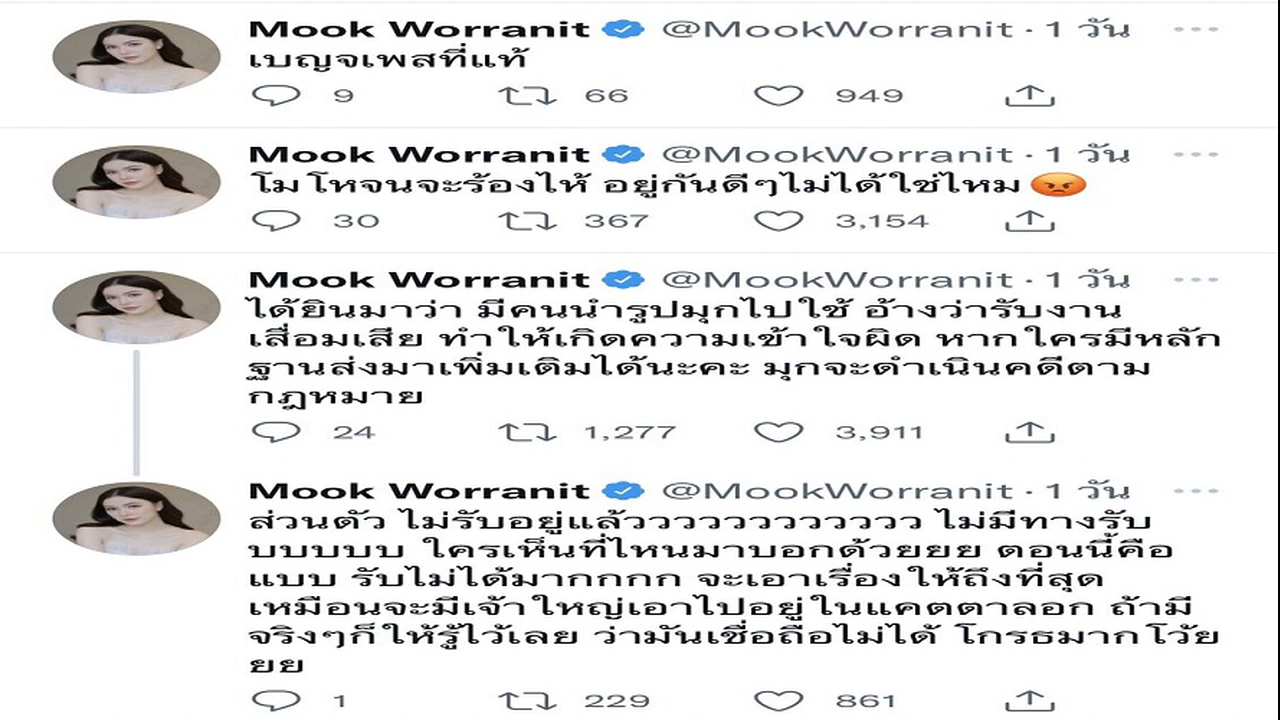 Mook Worranit @MookWorranit · 1 วัน
เบญจเพสที่แท้
9 66 949
Mook Worranit @MookWorranit · 1 วัน
โมโหจนจะร้องไห้ อยู่กันดีๆไม่ได้ใช่ไหม😡
30 367 3,154
Mook Worranit @MookWorranit · 1 วัน
ได้ยินมาว่า มีคนนำรูปมุกไปใช้ อ้างว่ารับงาน
เสื่อมเสีย ทำให้เกิดความเข้าใจผิด หากใครมีหลัก
ฐานส่งมาเพิ่มเติมได้นะคะ มุกจะดำเนินคดีตาม
กฎหมาย
24 1,277 3,911
Mook Worranit @MookWorranit · 1 วัน
ส่วนตัว ไม่รับอยู่แล้วววววววววววว ไม่มีทางรับ
บบบบบ ใครเห็นที่ไหนมาบอกด้วยยย ตอนนี้คือ
แบบ รับไม่ได้มากกกก จะเอาเรื่องให้ถึงที่สุด
เหมือนจะมีเจ้าใหญ่เอาไปอยู่ในแคตตาลอก ถ้ามี
จริงๆก็ให้รู้ไว้เลย ว่ามันเชื่อถือไม่ได้ โกรธมากโว้ย
ยย
1 229 861